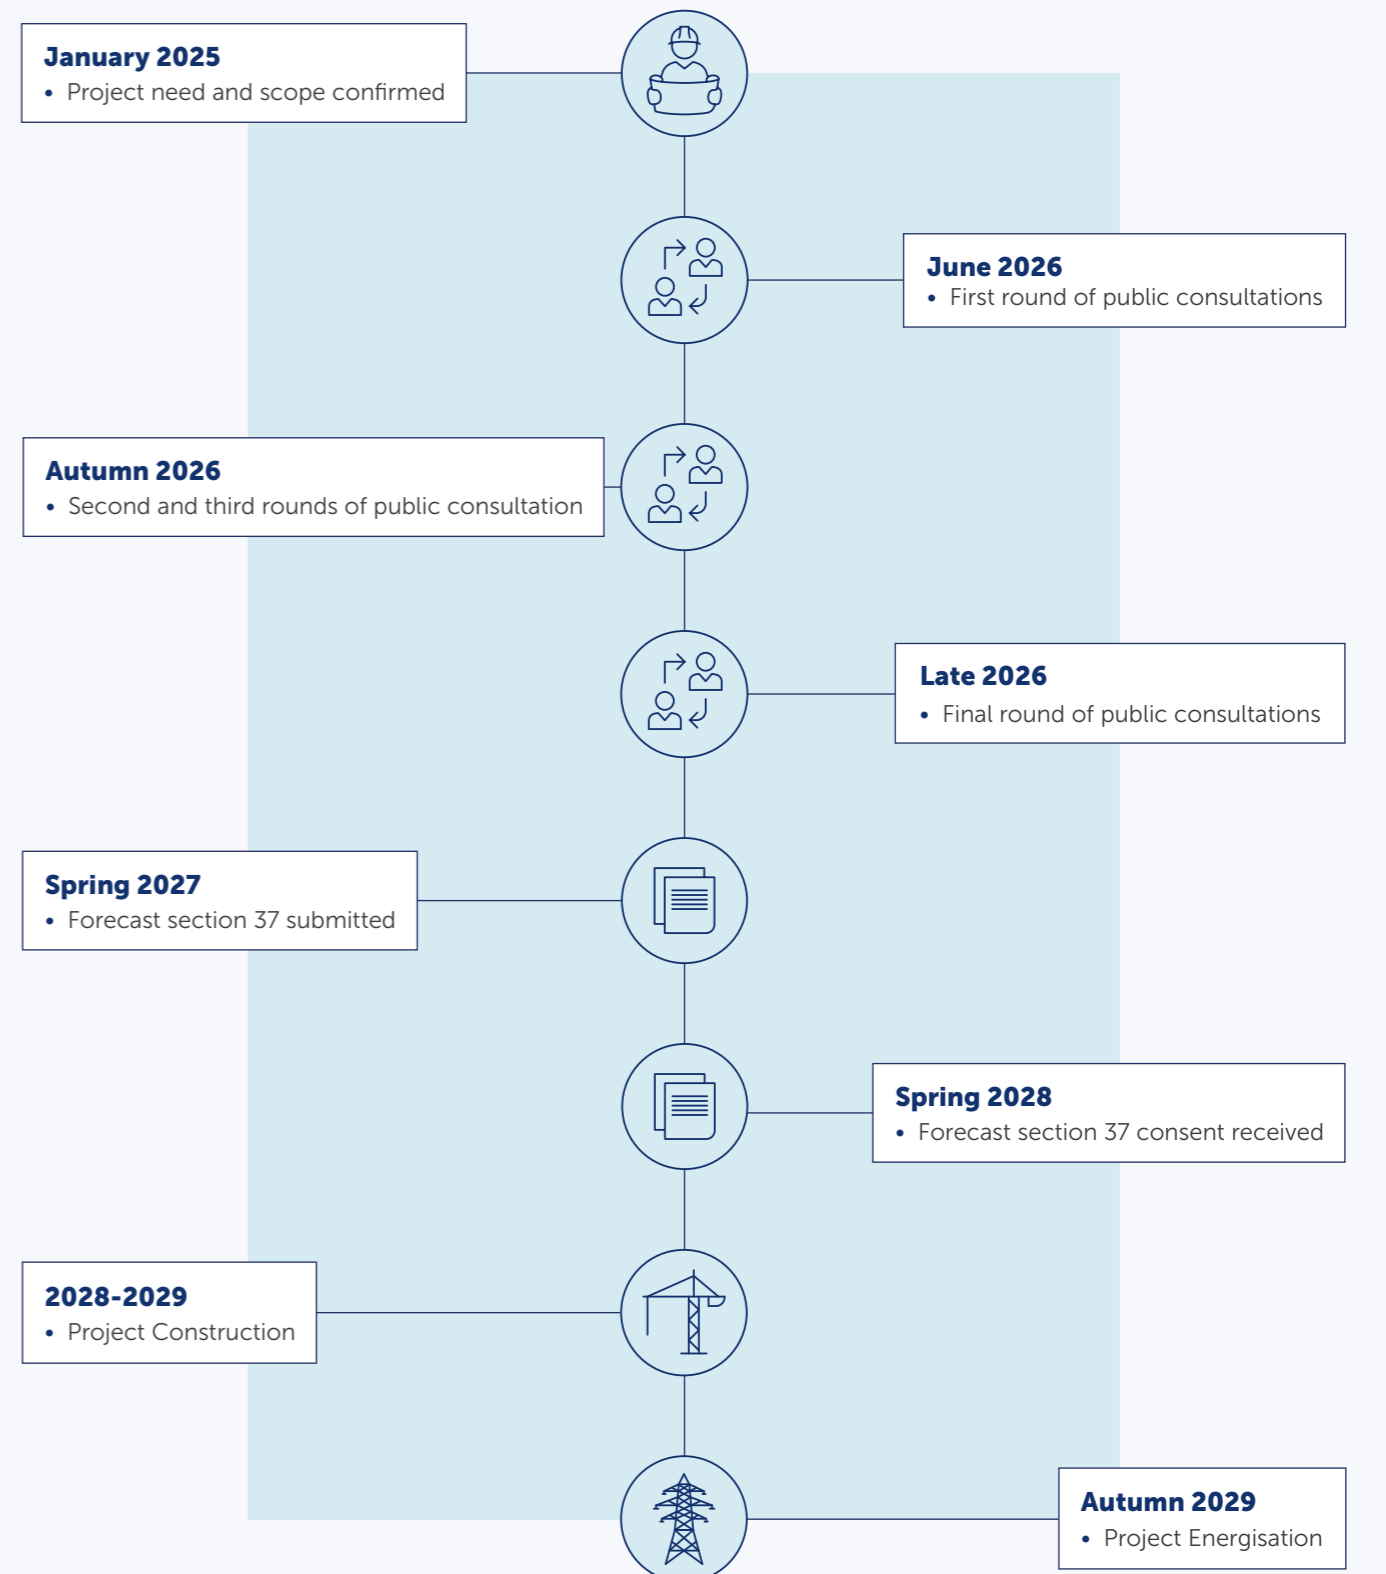 January 2025
• Project need and scope confirmed
June 2026
• First round of public consultations
Autumn 2026
• Second and third rounds of public consultation
Late 2026
• Final round of public consultations
Spring 2027
• Forecast section 37 submitted
Spring 2028
• Forecast section 37 consent received
2028-2029
• Project Construction
Autumn 2029
• Project Energisation